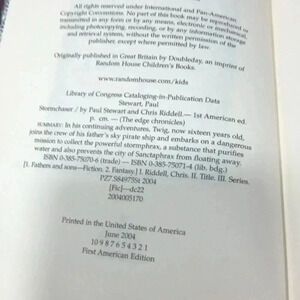 All rights reserved under International and Pan-American
Copyright Conventions. No part of this book may be reproduced or
transmitted in any form or by any means, electronic or mechanical,
including photocopying, recording, or by any information storage
and retrieval system, without the written permission of the
publisher, except where permitted by law.
Originally published in Great Britain by Doubleday, an imprint of
Random House Children's Books.
www.randomhouse.com/kids
Library of Congress Cataloging-in-Publication Data
Stewart, Paul
Stormchaser / by Paul Stewart and Chris Riddell.— 1st American ed.
p. cm. — (The edge chronicles)
SUMMARY: In his continuing adventures, Twig, now sixteen years old,
joins the crew of his father's sky pirate ship and embarks on a dangerous
mission to collect the powerful stormphrax, a substance that purifies
water and also prevents the city of Sanctaphrax from floating away.
ISBN 0-385-75070-6 (trade) — ISBN 0-385-75071-4 (lib. bdg.)
[1. Fathers and sons—Fiction. 2. Fantasy.] I. Riddell, Chris. II. Title. III. Series.
PZ7.S84975St 2004
[Fic]—dc22
2004005170
Printed in the United States of America
June 2004
10 9 8 7 6 5 4 3 2 1
First American Edition